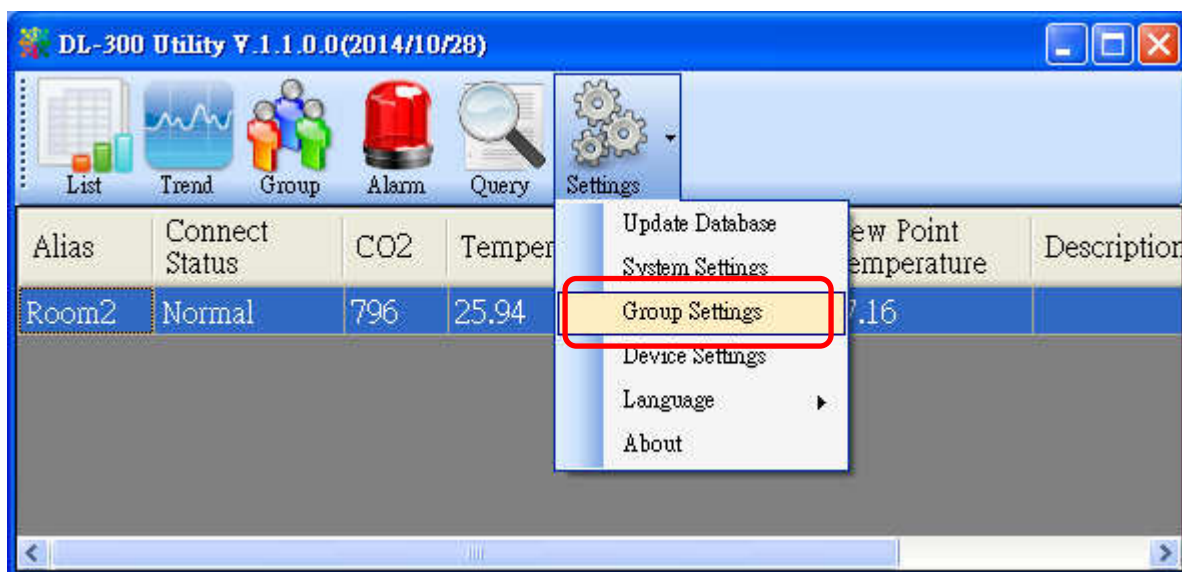 DL-300 Utility V.1.1.0.0(2014/10/28)
List Trend Group Alarm Query Settings
Alias Connect Status CO2 Temper ew Point emperature Description
Room2 Normal 796 25.94 7.16
Update Database
System Settings
Group Settings
Device Settings
Language
About